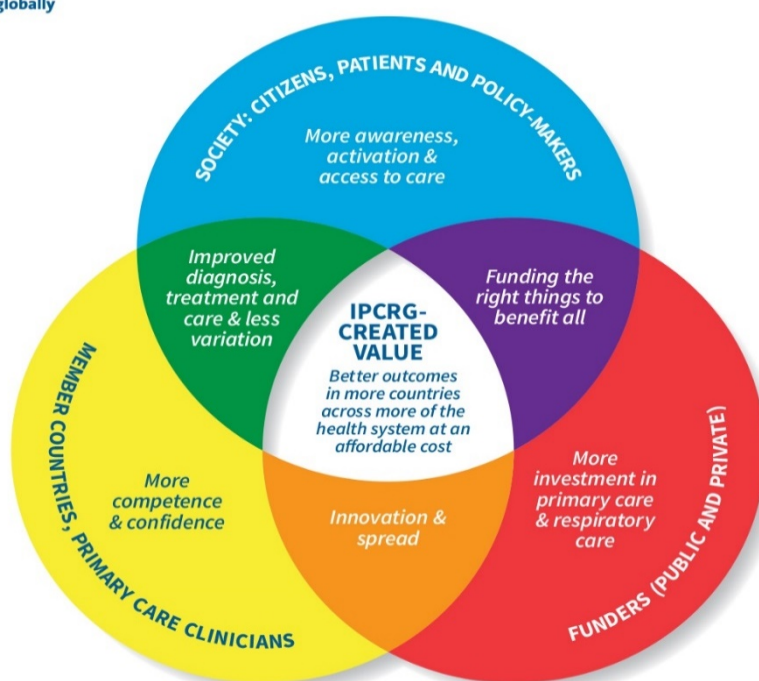 globally
SOCIETY: CITIZENS, PATIENTS AND POLICY-MAKERS
More awareness,
activation &
access to care
Improved
diagnosis,
treatment and
care & less
variation
Funding the
right things to
benefit all
IPCRG-
CREATED
VALUE
Better outcomes
in more countries
across more of the
health system at an
affordable cost
MEMBER COUNTRIES, PRIMARY CARE CLINICIANS
More
competence
& confidence
Innovation &
spread
More
investment in
primary care
& respiratory
care
FUNDERS (PUBLIC AND PRIVATE)